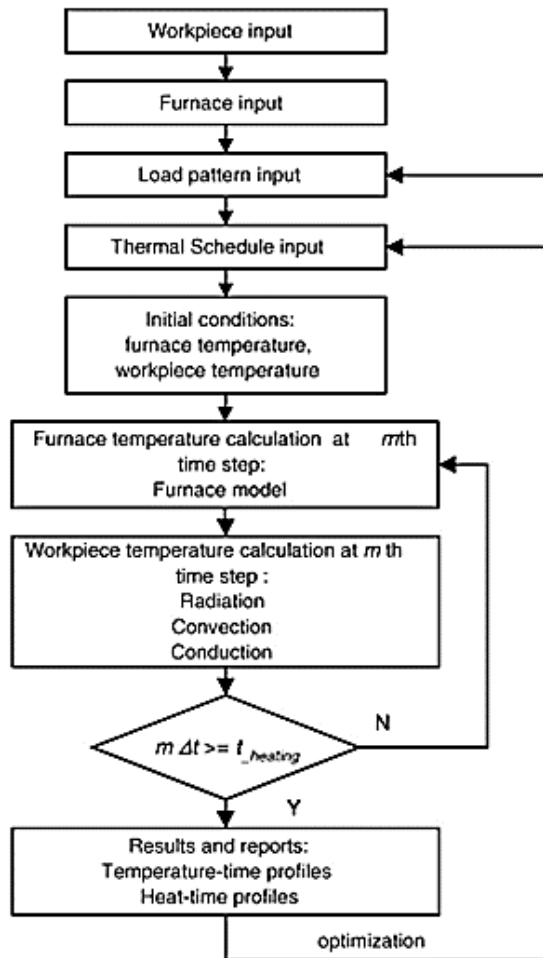 Workpiece input
Furnace input
Load pattern input
Thermal Schedule input
Initial conditions:
furnace temperature,
workpiece temperature
Furnace temperature calculation at mth
time step:
Furnace model
Workpiece temperature calculation at m th
time step :
Radiation
Convection
Conduction
m Δt >= t_heating
N
Y
Results and reports:
Temperature-time profiles
Heat-time profiles
optimization